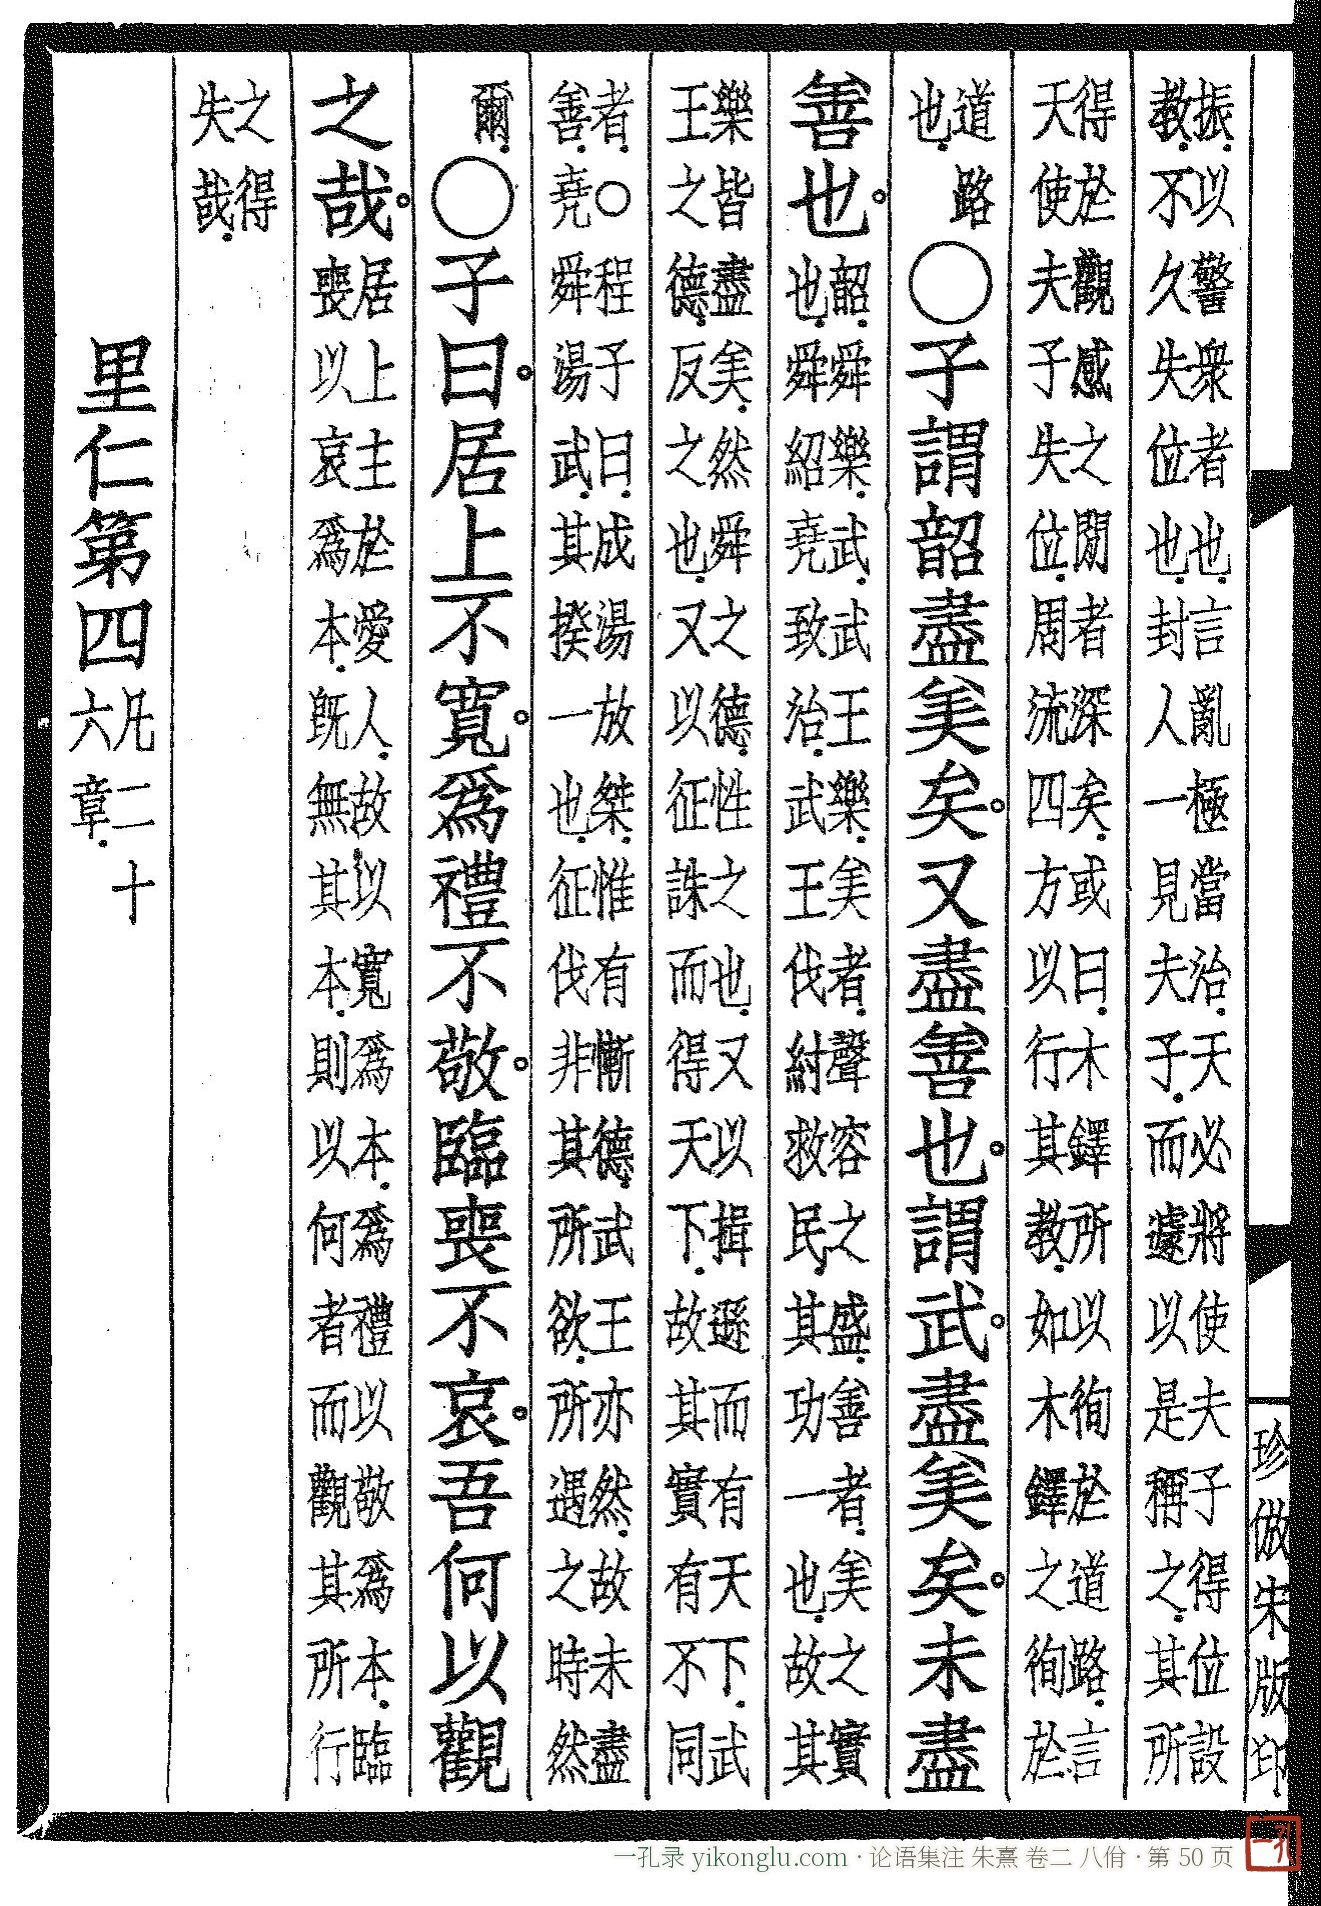 珍倣宋版印
振。以警衆者也。言亂極當治。天必將使夫子得位設
教。不久失位也。封人一見夫子。而遽以是稱之。其所
得於觀感之閒者深矣。或曰。木鐸所以徇於道路。言
天使夫子失位。周流四方以行其教。如木鐸之徇於
道路
也。
○子謂韶盡美矣。又盡善也。謂武。盡美矣。未盡
善也。
韶。舜樂。武。武王樂。美者。聲容之盛。善者。美之實
也。舜紹堯致治。武王伐紂救民。其功一也。故其
樂皆盡美。然舜之德。性之也。又以揖遜而有天下。武
王之德。反之也。又以征誅而得天下。故其實有不同
者。○程子曰。成湯放桀。惟有慚德。武王亦然。故未盡
善。堯舜湯武。其揆一也。征伐非其所欲。所遇之時然
爾。
○子曰。居上不寬。爲禮不敬。臨喪不哀。吾何以觀
之哉。
居上主於愛人。故以寬爲本。爲禮以敬爲本。臨
喪以哀爲本。既無其本。則以何者而觀其所行
之得
失哉。
里仁第四
凡二十
六章。
一孔录 yikonglu.com · 论语集注 朱熹 卷二 八佾 · 第 50 页
一孔